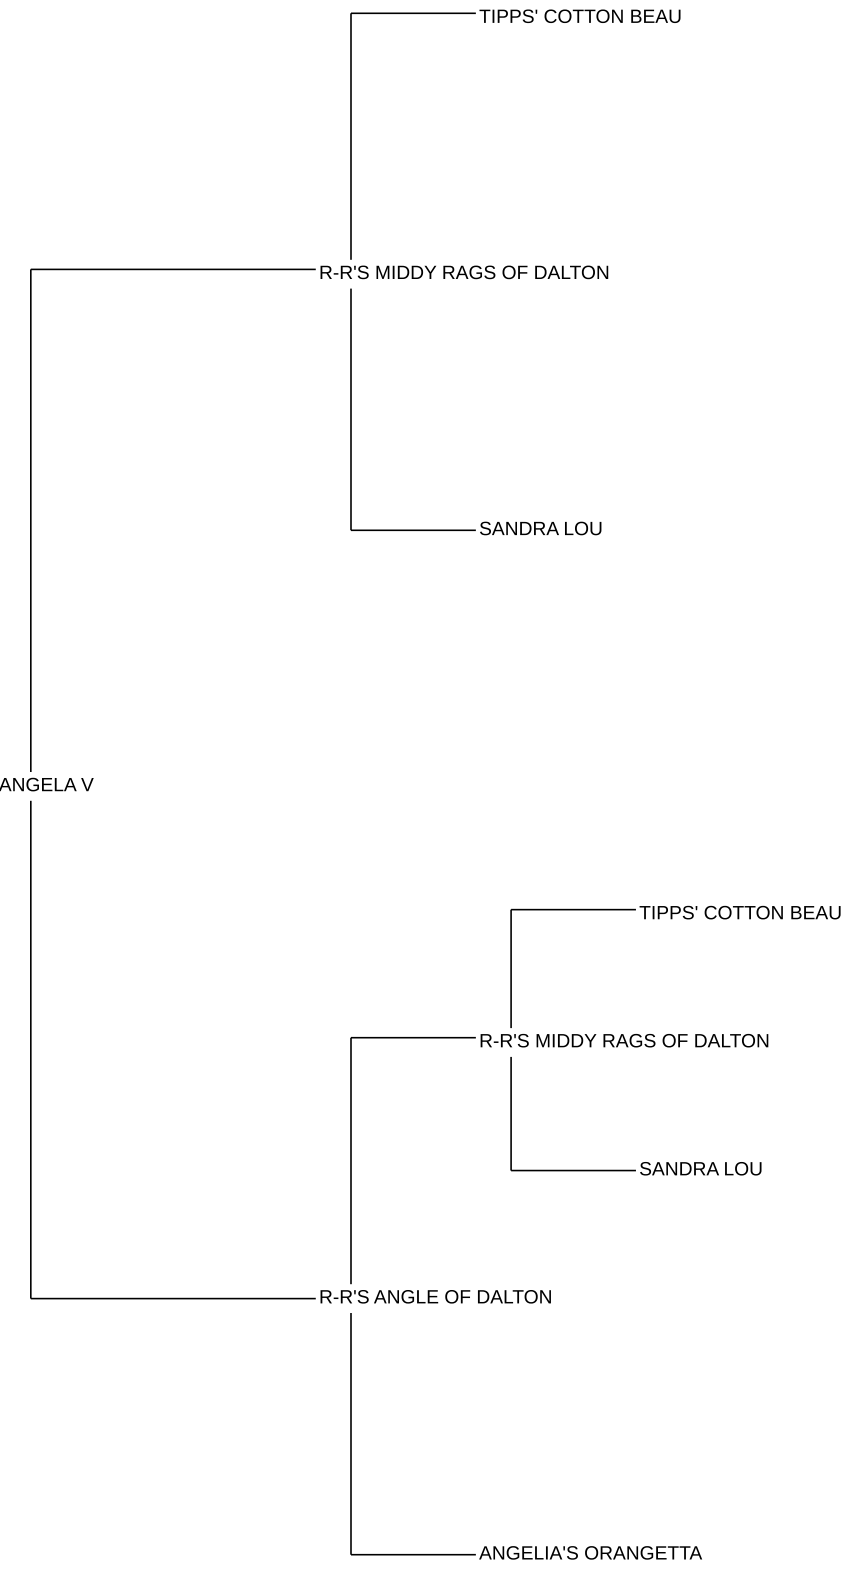 TIPPS' COTTON BEAU
R-R'S MIDDY RAGS OF DALTON
SANDRA LOU
ANGELA V
TIPPS' COTTON BEAU
R-R'S MIDDY RAGS OF DALTON
SANDRA LOU
R-R'S ANGLE OF DALTON
ANGELIA'S ORANGETTA